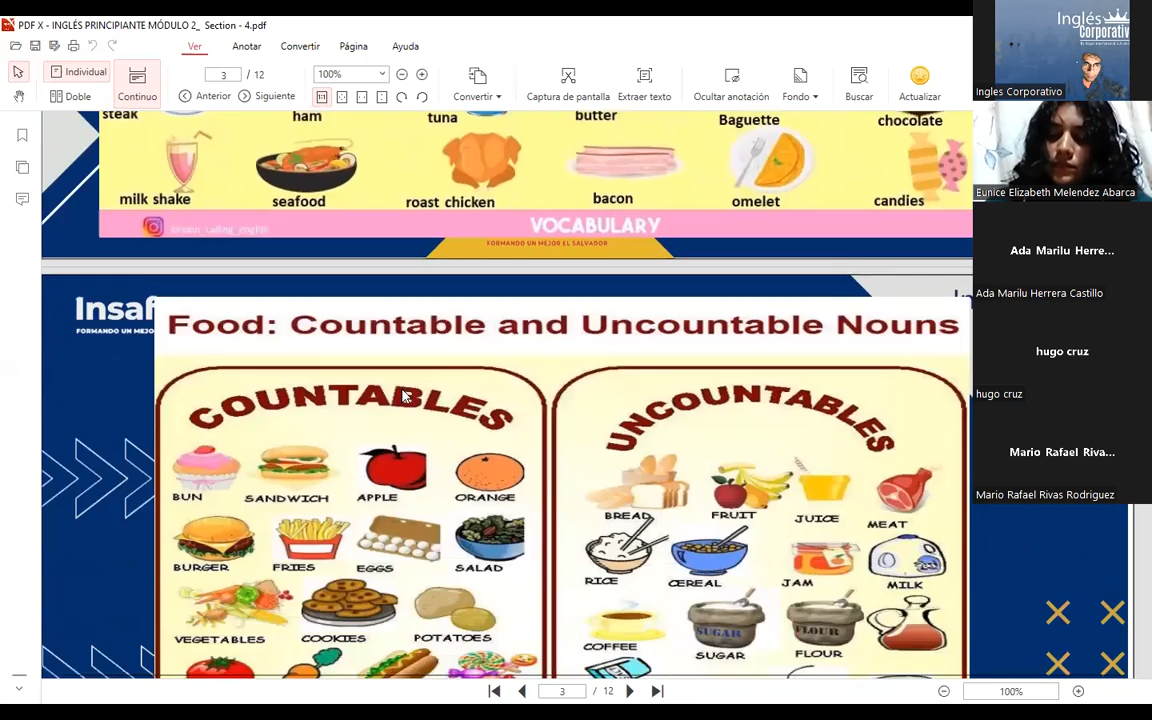 PDF X - INGLÉS PRINCIPIANTE MÓDULO 2_ Section - 4.pdf
Ver
Anotar
Convertir
Página
Ayuda
Individual
Doble
Continuo
3 / 12
Anterior
Siguiente
100%
Convertir
Captura de pantalla
Extraer texto
Ocultar anotación
Fondo
Buscar
Actualizar
steak
ham
tuna
butter
Baguette
chocolate
milk shake
seafood
roast chicken
bacon
omelet
candies
VOCABULARY
FORMANDO UN MEJOR EL SALVADOR
Insaf
FORMANDO UN MEJO
Food: Countable and Uncountable Nouns
COUNTABLES
BUN
SANDWICH
APPLE
ORANGE
BURGER
FRIES
EGGS
SALAD
VEGETABLES
COOKIES
POTATOES
UNCOUNTABLES
BREAD
FRUIT
JUICE
MEAT
RICE
CEREAL
JAM
MILK
COFFEE
SUGAR
SUGAR
FLOUR
FLOUR
3 / 12
100%
Inglés
Corporativ
Ingles Corporativo
Eunice Elizabeth Melendez Abarca
Ada Marilu Herre...
Ada Marilu Herrera Castillo
hugo cruz
hugo cruz
Mario Rafael Riva...
Mario Rafael Rivas Rodriguez